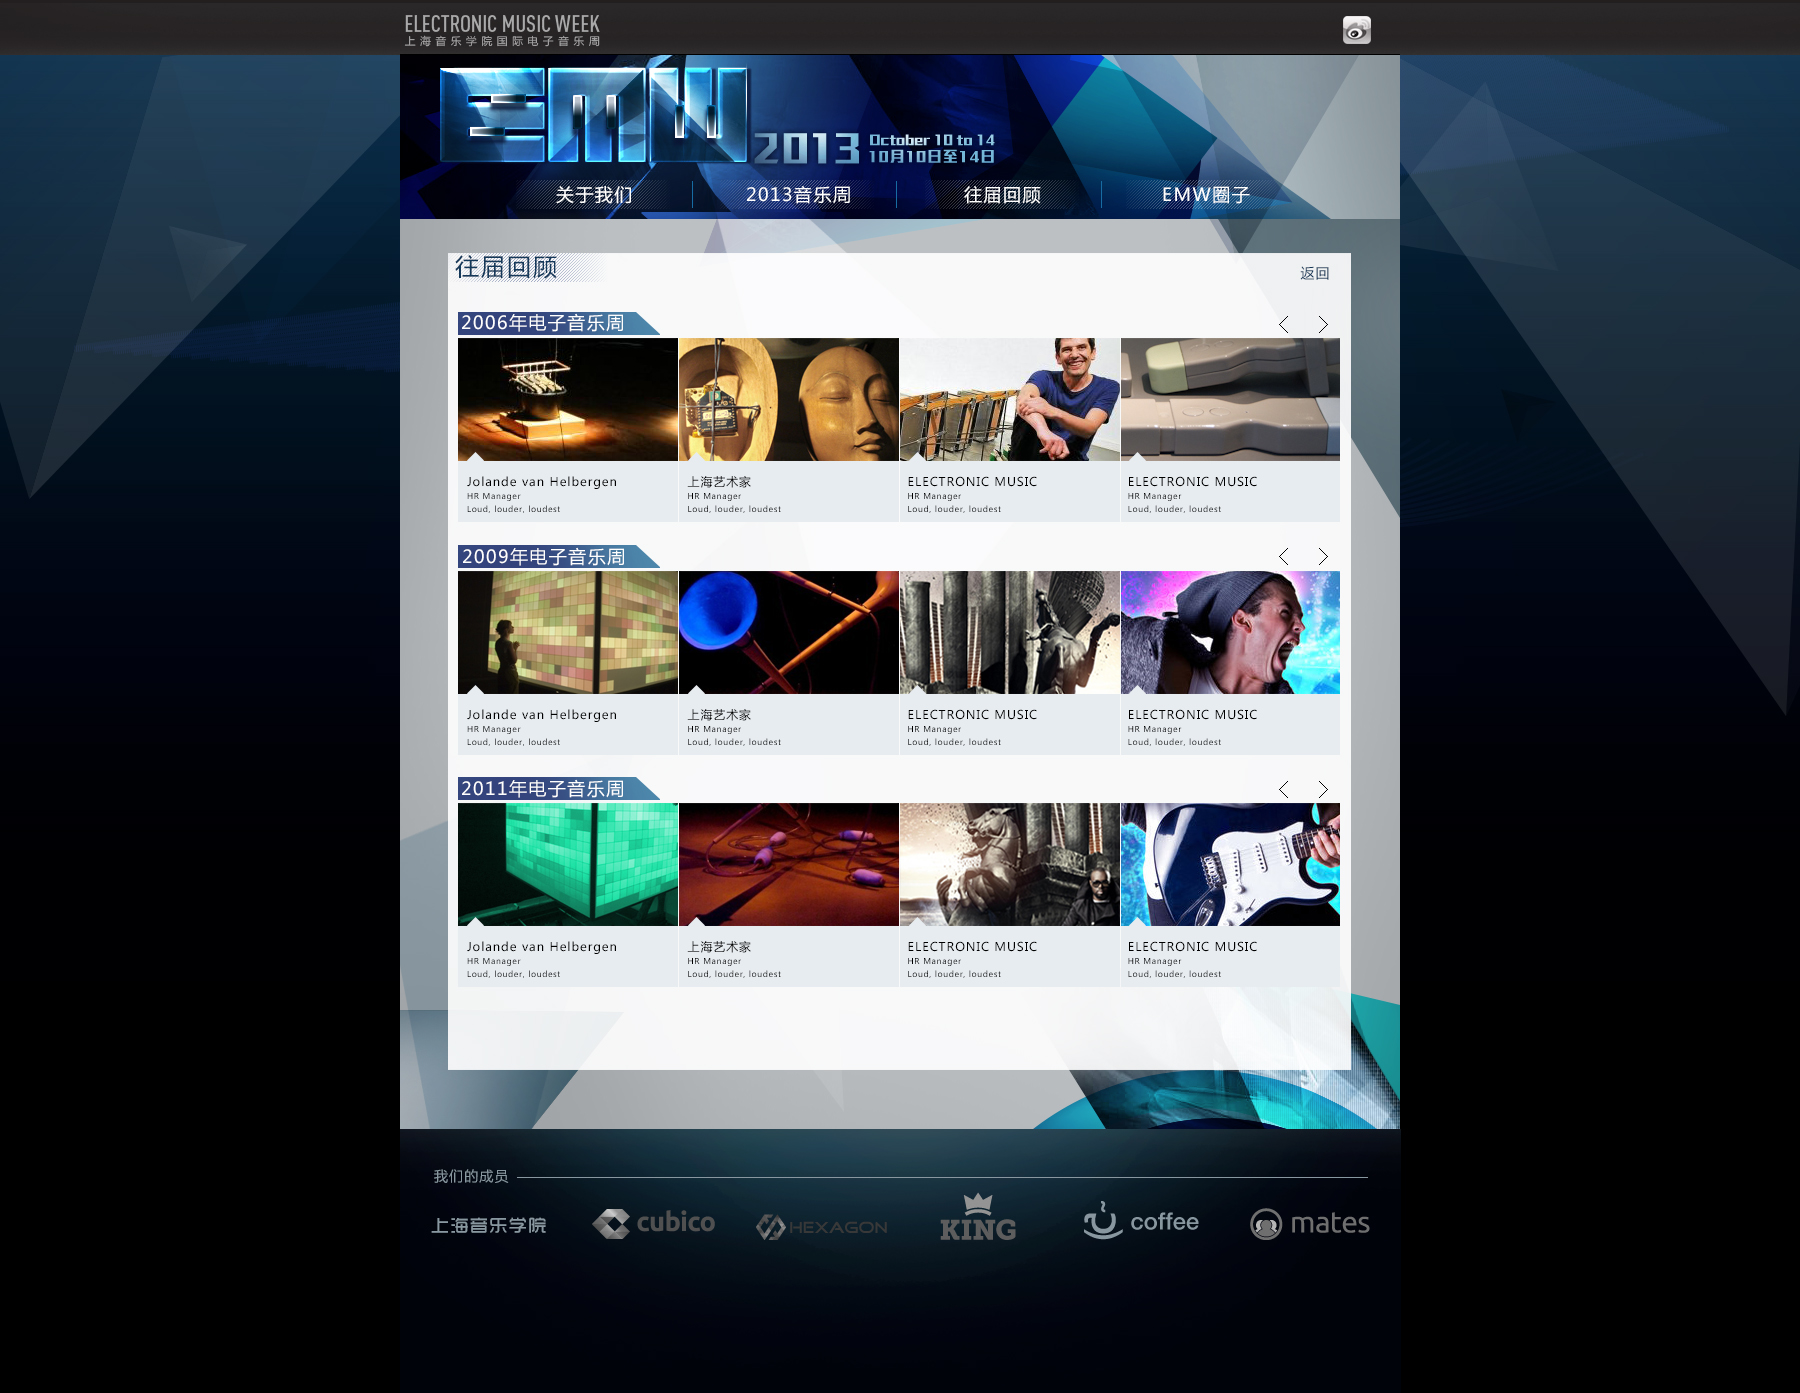 ELECTRONIC MUSIC WEEK
上海音乐学院国际电子音乐周
EMW
2013 October 10 to 14
10月10日至14日
关于我们 2013音乐周 往届回顾 EMW圈子
往届回顾
返回
2006年电子音乐周
Jolande van Helbergen
HR Manager
Loud, louder, loudest
上海艺术家
HR Manager
Loud, louder, loudest
ELECTRONIC MUSIC
HR Manager
Loud, louder, loudest
ELECTRONIC MUSIC
HR Manager
Loud, louder, loudest
2009年电子音乐周
Jolande van Helbergen
HR Manager
Loud, louder, loudest
上海艺术家
HR Manager
Loud, louder, loudest
ELECTRONIC MUSIC
HR Manager
Loud, louder, loudest
ELECTRONIC MUSIC
HR Manager
Loud, louder, loudest
2011年电子音乐周
Jolande van Helbergen
HR Manager
Loud, louder, loudest
上海艺术家
HR Manager
Loud, louder, loudest
ELECTRONIC MUSIC
HR Manager
Loud, louder, loudest
ELECTRONIC MUSIC
HR Manager
Loud, louder, loudest
我们的成员
上海音乐学院 cubico HEXAGON KING coffee mates